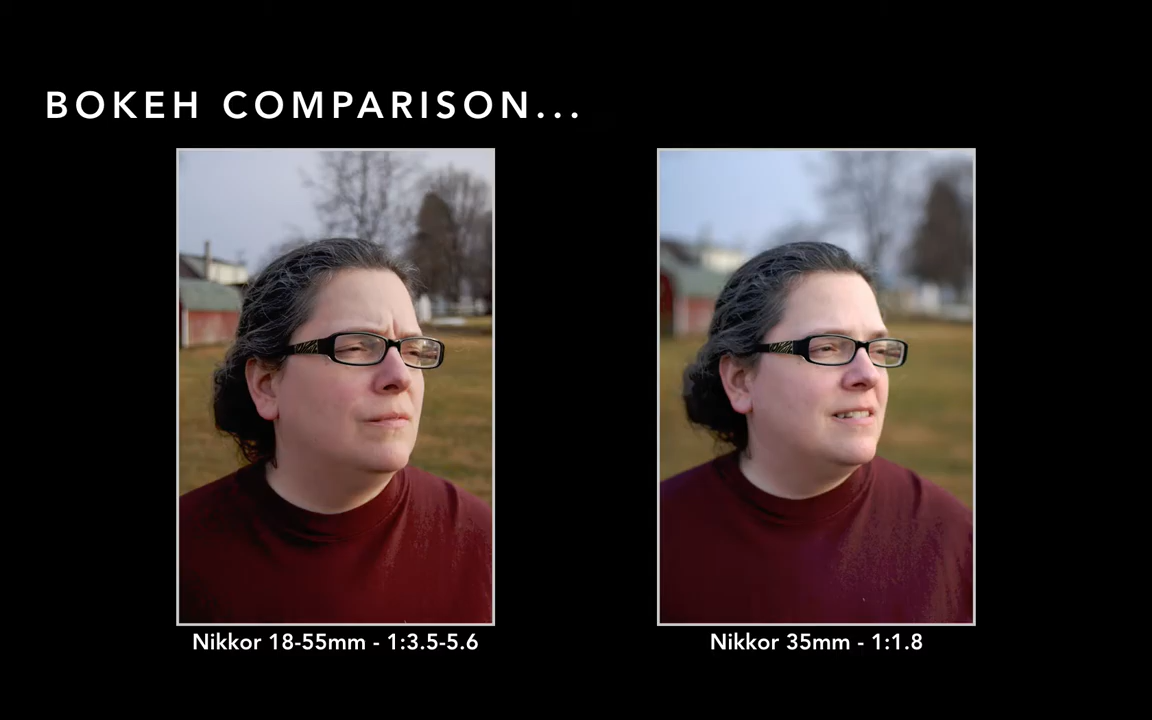 BOKEH COMPARISON...
Nikkor 18-55mm - 1:3.5-5.6
Nikkor 35mm - 1:1.8